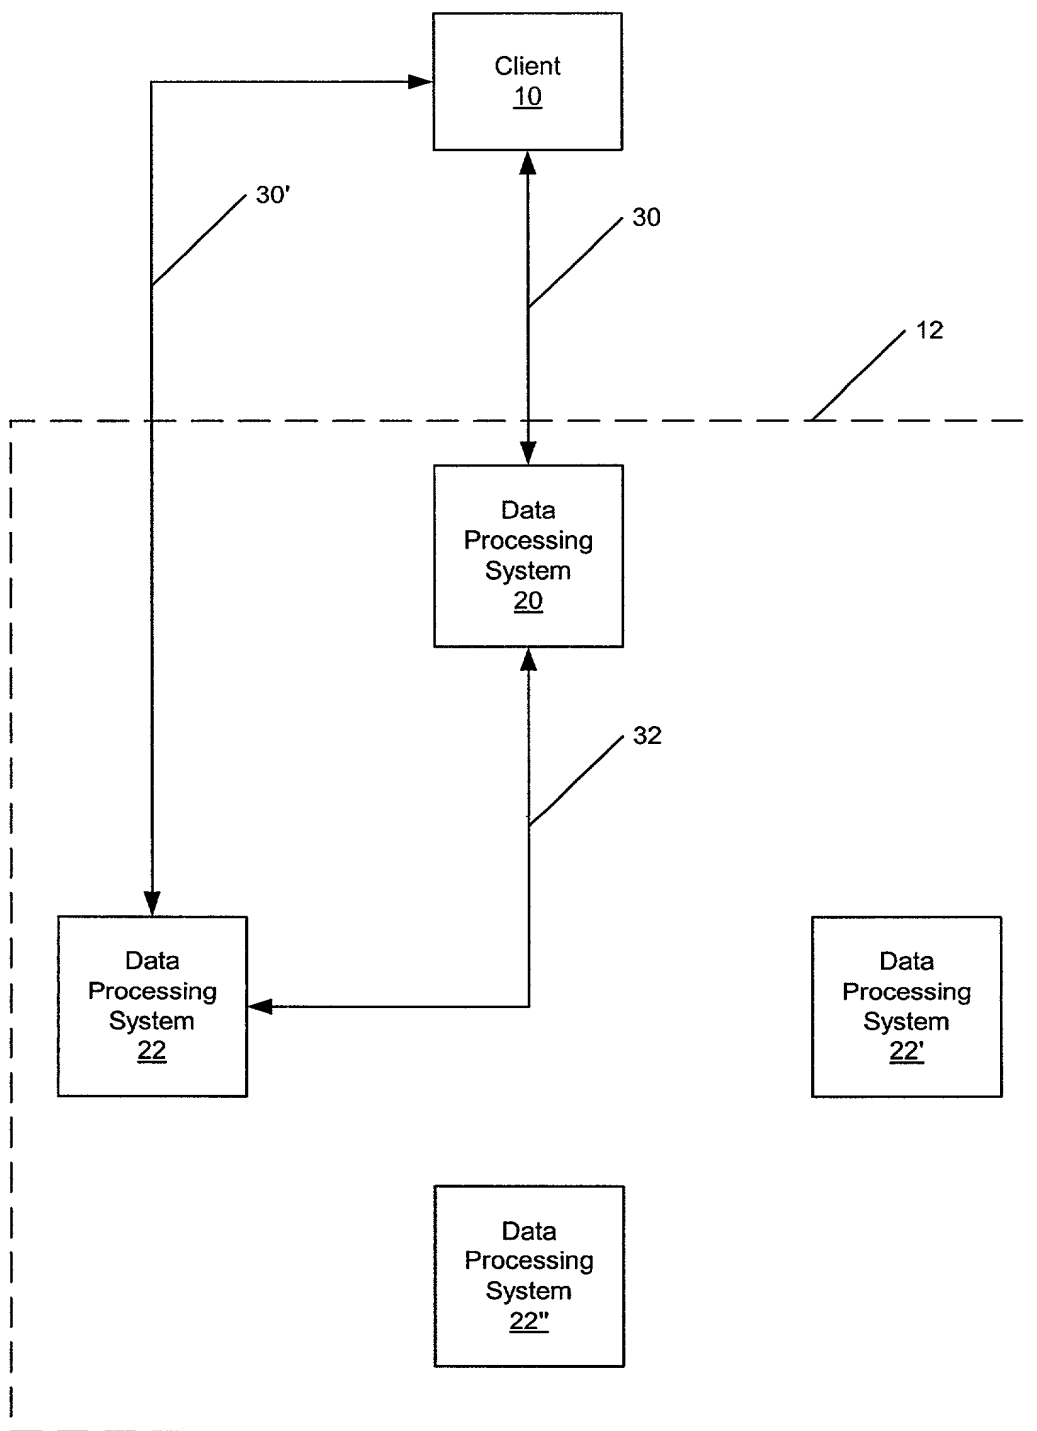 Client
10
30'
30
12
Data
Processing
System
20
32
Data
Processing
System
22
Data
Processing
System
22'
Data
Processing
System
22"